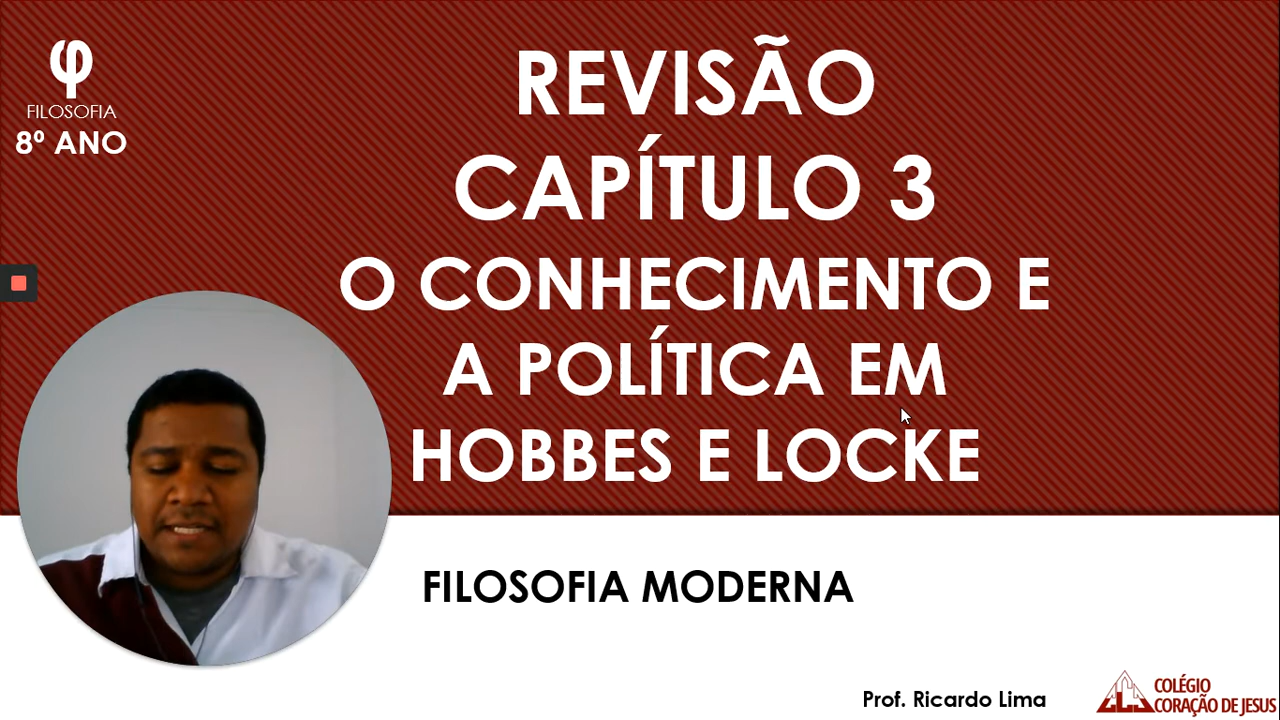 φ
FILOSOFIA
8º ANO
REVISÃO
CAPÍTULO 3
O CONHECIMENTO E
A POLÍTICA EM
HOBBES E LOCKE
FILOSOFIA MODERNA
Prof. Ricardo Lima
COLÉGIO
CORAÇÃO DE JESUS